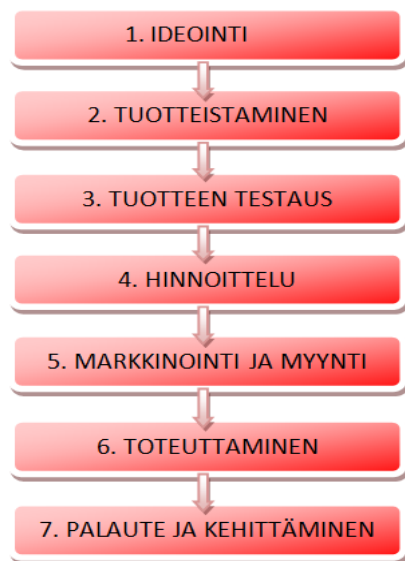 1. IDEOINTI
2. TUOTTEISTAMINEN
3. TUOTTEEN TESTAUS
4. HINNOITTELU
5. MARKKINOINTI JA MYYNTI
6. TOTEUTTAMINEN
7. PALAUTE JA KEHITTÄMINEN